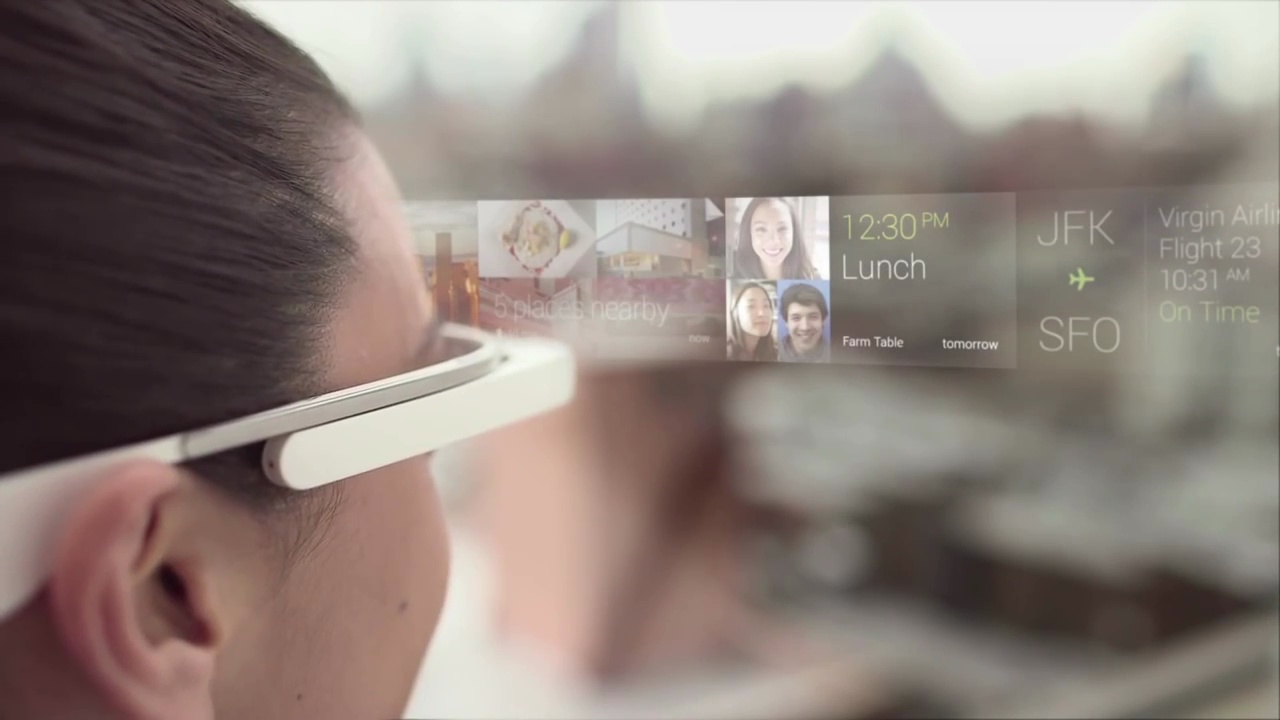 5 places nearby
now
12:30 PM
Lunch
Farm Table tomorrow
JFK
SFO
Virgin
Flight 23
10:31 AM
On Time